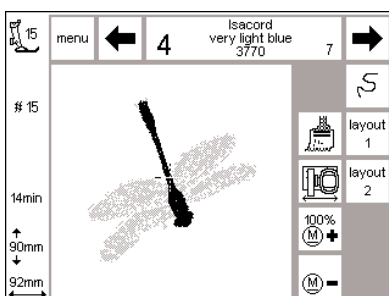 15
menu
4
Isacord
very light blue
3770
7
# 15
layout
1
layout
2
14min
100%
M +
90mm
92mm
M -